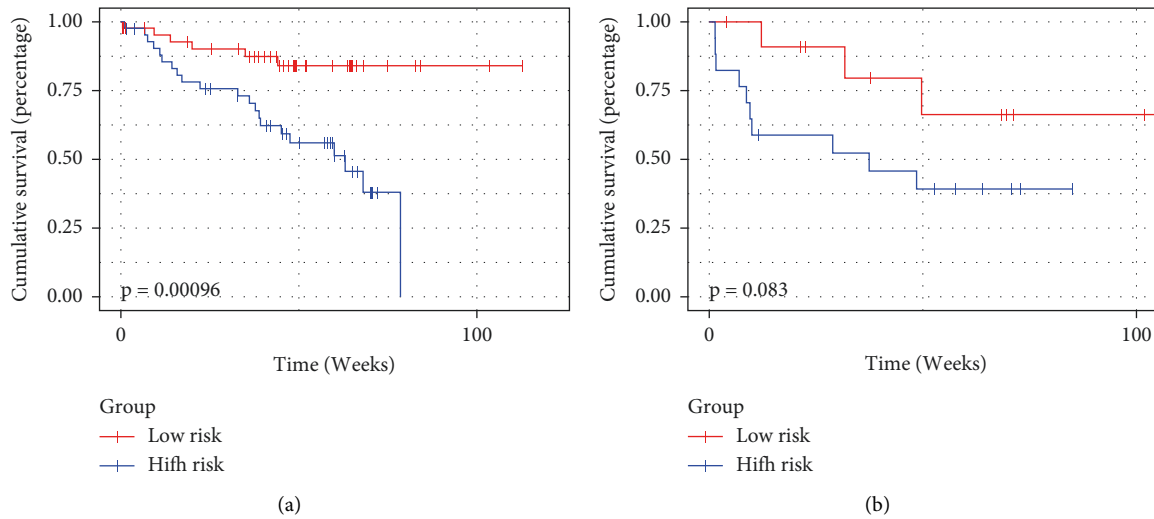 Cumulative survival (percentage)
1.00
0.75
0.50
0.25
0.00
p = 0.00096
0
100
Time (Weeks)
Group
Low risk
Hifh risk
(a)
Cumulative survival (percentage)
1.00
0.75
0.50
0.25
0.00
p = 0.083
0
100
Time (Weeks)
Group
Low risk
Hifh risk
(b)